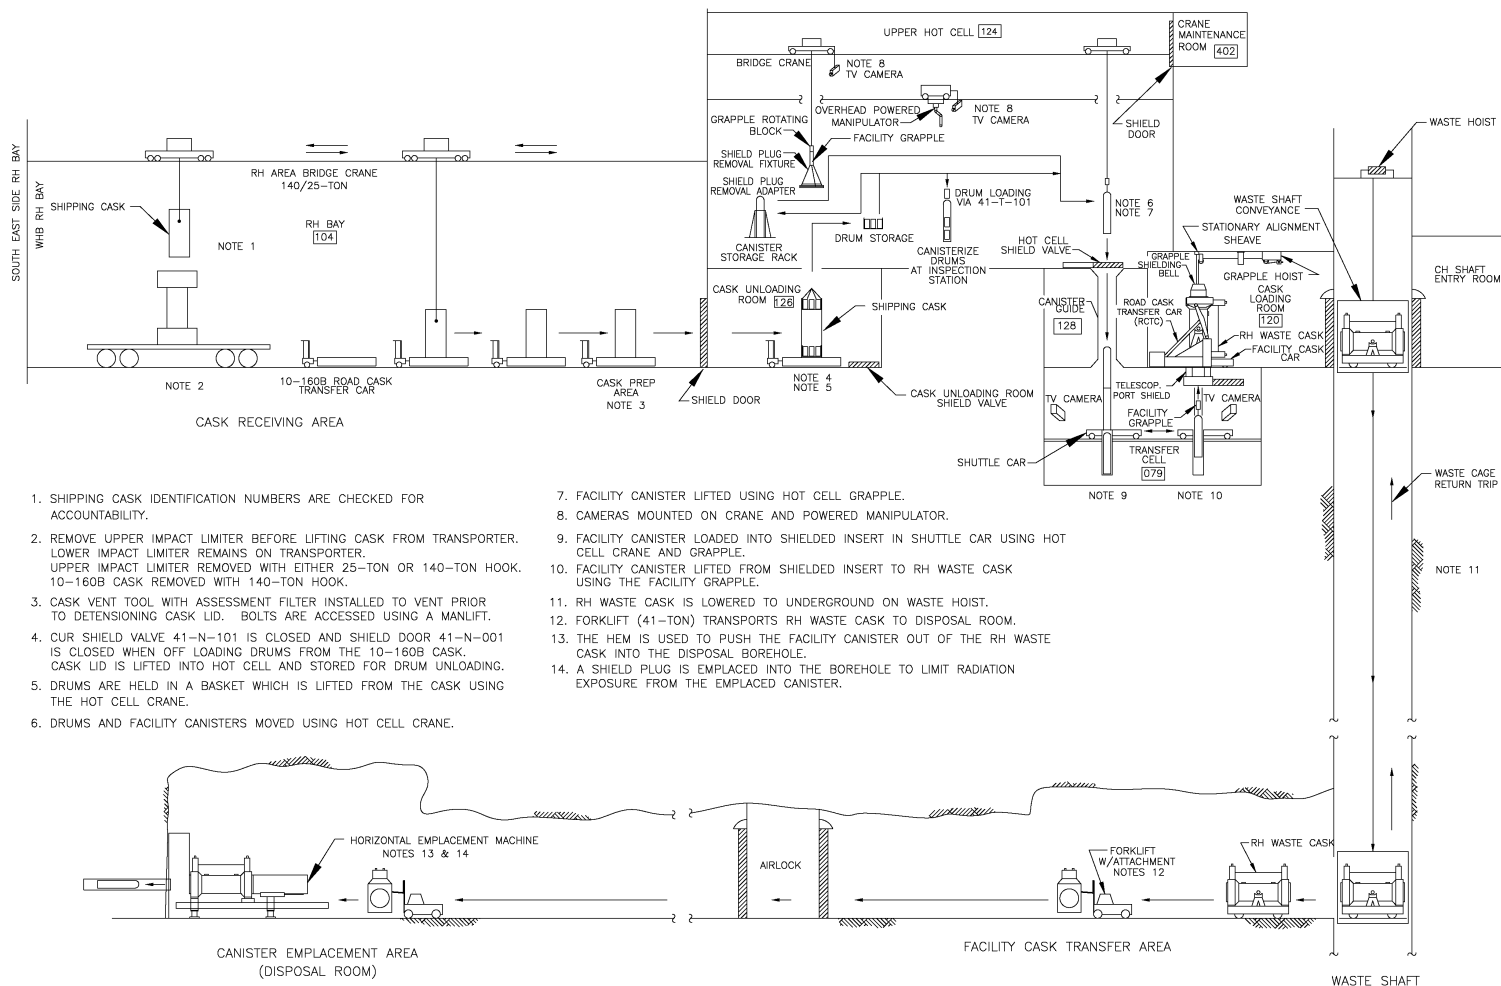 UPPER HOT CELL 124
CRANE
MAINTENANCE
ROOM 402
BRIDGE CRANE
NOTE 8
TV CAMERA
OVERHEAD POWERED
MANIPULATOR
NOTE 8
TV CAMERA
GRAPPLE ROTATING
BLOCK
FACILITY GRAPPLE
SHIELD
DOOR
WASTE HOIST
SOUTH EAST SIDE RH BAY
WHB RH BAY
RH AREA BRIDGE CRANE
140/25-TON
SHIELD PLUG
REMOVAL FIXTURE
SHIELD PLUG
REMOVAL ADAPTER
DRUM LOADING
VIA 41-T-101
NOTE 6
NOTE 7
WASTE SHAFT
CONVEYANCE
SHIPPING CASK
RH BAY
104
NOTE 1
CANISTER
STORAGE RACK
DRUM STORAGE
CANISTERIZE
DRUMS
AT INSPECTION
STATION
HOT CELL
SHIELD VALVE
STATIONARY ALIGNMENT
SHEAVE
GRAPPLE
SHIELDING
BELL
GRAPPLE HOIST
CH SHAFT
ENTRY ROOM
CASK UNLOADING
ROOM 126
SHIPPING CASK
CANISTER
GUIDE
128
ROAD CASK
TRANSFER CAR
(RCTC)
CASK
LOADING
ROOM
120
RH WASTE CASK
FACILITY CASK
CAR
NOTE 2
10-160B ROAD CASK
TRANSFER CAR
CASK PREP
AREA
NOTE 3
SHIELD DOOR
NOTE 4
NOTE 5
CASK UNLOADING ROOM
SHIELD VALVE
TELESCOP.
PORT SHIELD
TV CAMERA
FACILITY
GRAPPLE
TV CAMERA
CASK RECEIVING AREA
SHUTTLE CAR
TRANSFER
CELL
079
NOTE 9
NOTE 10
WASTE CAGE
RETURN TRIP
NOTE 11
1. SHIPPING CASK IDENTIFICATION NUMBERS ARE CHECKED FOR
ACCOUNTABILITY.
2. REMOVE UPPER IMPACT LIMITER BEFORE LIFTING CASK FROM TRANSPORTER.
LOWER IMPACT LIMITER REMAINS ON TRANSPORTER.
UPPER IMPACT LIMITER REMOVED WITH EITHER 25-TON OR 140-TON HOOK.
10-160B CASK REMOVED WITH 140-TON HOOK.
3. CASK VENT TOOL WITH ASSESSMENT FILTER INSTALLED TO VENT PRIOR
TO DETENSIONING CASK LID. BOLTS ARE ACCESSED USING A MANLIFT.
4. CUR SHIELD VALVE 41-N-101 IS CLOSED AND SHIELD DOOR 41-N-001
IS CLOSED WHEN OFF LOADING DRUMS FROM THE 10-160B CASK.
CASK LID IS LIFTED INTO HOT CELL AND STORED FOR DRUM UNLOADING.
5. DRUMS ARE HELD IN A BASKET WHICH IS LIFTED FROM THE CASK USING
THE HOT CELL CRANE.
6. DRUMS AND FACILITY CANISTERS MOVED USING HOT CELL CRANE.
7. FACILITY CANISTER LIFTED USING HOT CELL GRAPPLE.
8. CAMERAS MOUNTED ON CRANE AND POWERED MANIPULATOR.
9. FACILITY CANISTER LOADED INTO SHIELDED INSERT IN SHUTTLE CAR USING HOT
CELL CRANE AND GRAPPLE.
10. FACILITY CANISTER LIFTED FROM SHIELDED INSERT TO RH WASTE CASK
USING THE FACILITY GRAPPLE.
11. RH WASTE CASK IS LOWERED TO UNDERGROUND ON WASTE HOIST.
12. FORKLIFT (41-TON) TRANSPORTS RH WASTE CASK TO DISPOSAL ROOM.
13. THE HEM IS USED TO PUSH THE FACILITY CANISTER OUT OF THE RH WASTE
CASK INTO THE DISPOSAL BOREHOLE.
14. A SHIELD PLUG IS EMPLACED INTO THE BOREHOLE TO LIMIT RADIATION
EXPOSURE FROM THE EMPLACED CANISTER.
HORIZONTAL EMPLACEMENT MACHINE
NOTES 13 & 14
AIRLOCK
FORKLIFT
W/ATTACHMENT
NOTES 12
RH WASTE CASK
CANISTER EMPLACEMENT AREA
(DISPOSAL ROOM)
FACILITY CASK TRANSFER AREA
WASTE SHAFT